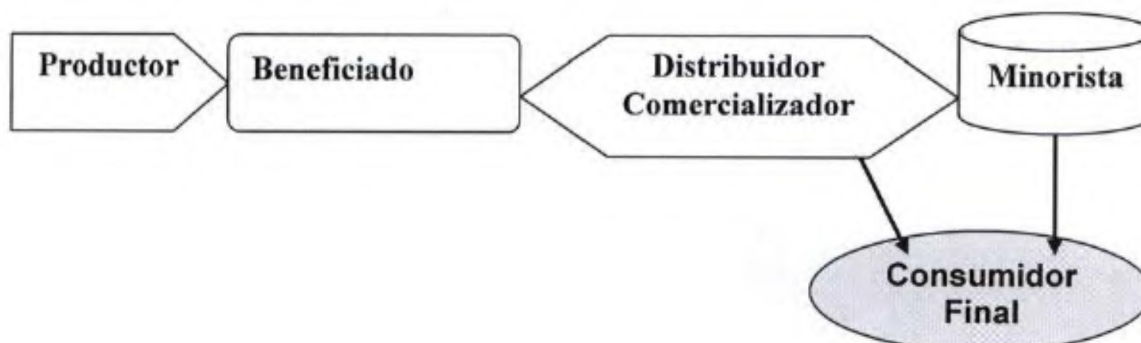 Productor
Beneficiado
Distribuidor
Comercializador
Minorista
Consumidor
Final